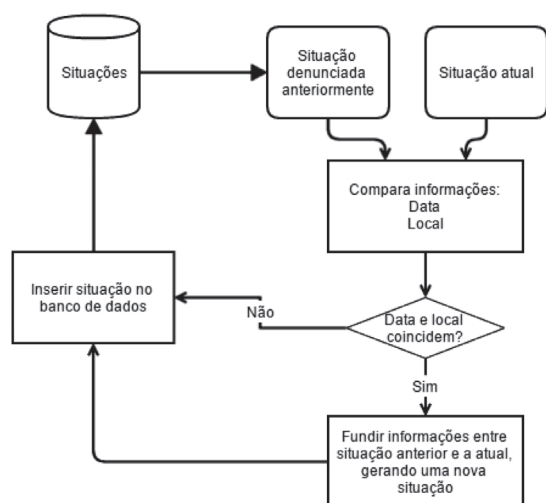 Situações
Situação
denunciada
anteriormente
Situação atual
Compara informações:
Data
Local
Inserir situação no
banco de dados
Não
Data e local
coincidem?
Sim
Fundir informações entre
situação anterior e a atual,
gerando uma nova
situação